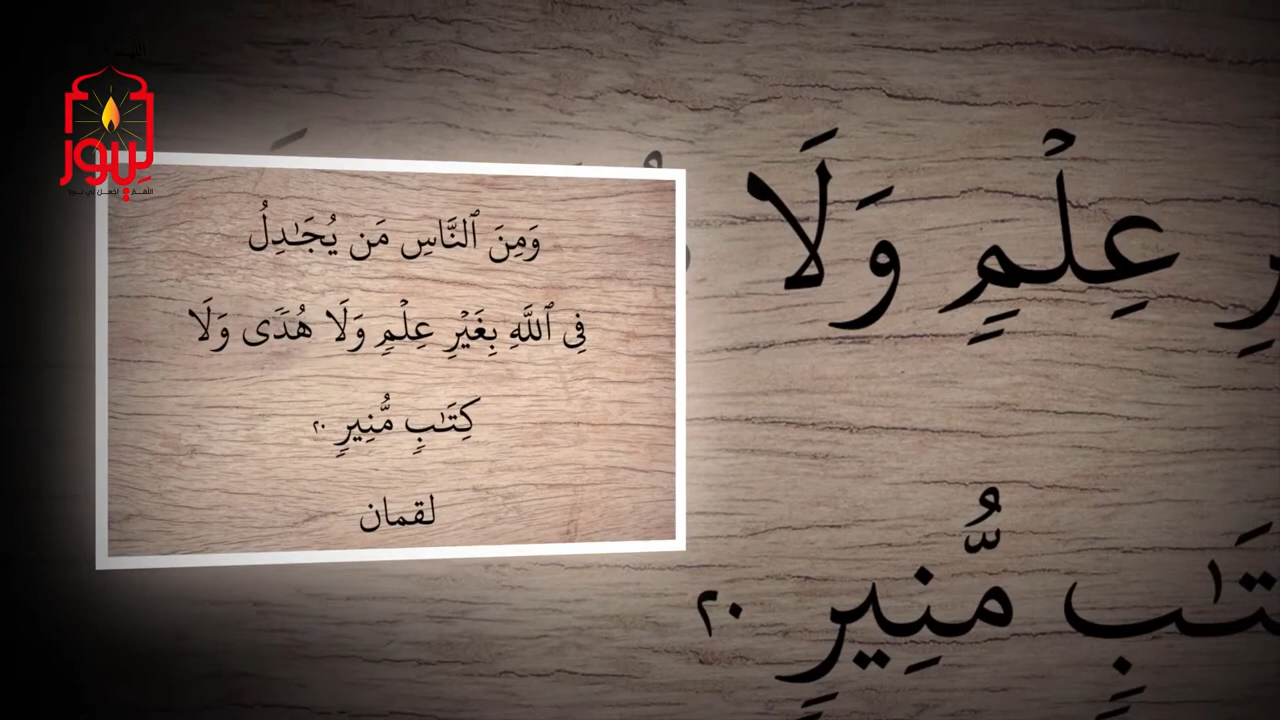 وَمِنَ ٱلنَّاسِ مَن يُجَـٰدِلُ
فِى ٱللَّهِ بِغَيْرِ عِلْمٍ وَلَا هُدًى وَلَا
كِتَـٰبٍ مُّنِيرٍ ٢٠
لقمان
عِلْمٍ وَلَا
مُّنِيرٍ ٢٠